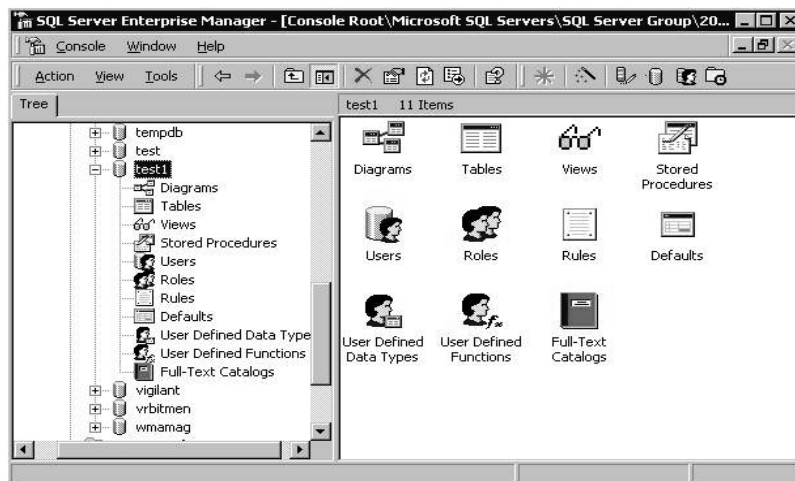 SQL Server Enterprise Manager - [Console Root\Microsoft SQL Servers\SQL Server Group\20...
Console Window Help
Action View Tools
Tree
test1 11 Items
tempdb
test
test1
Diagrams
Tables
Views
Stored Procedures
Users
Roles
Rules
Defaults
User Defined Data Type
User Defined Functions
Full-Text Catalogs
vigilant
vrbitmen
wmamag
Diagrams
Tables
Views
Stored
Procedures
Users
Roles
Rules
Defaults
User Defined
Data Types
User Defined
Functions
Full-Text
Catalogs